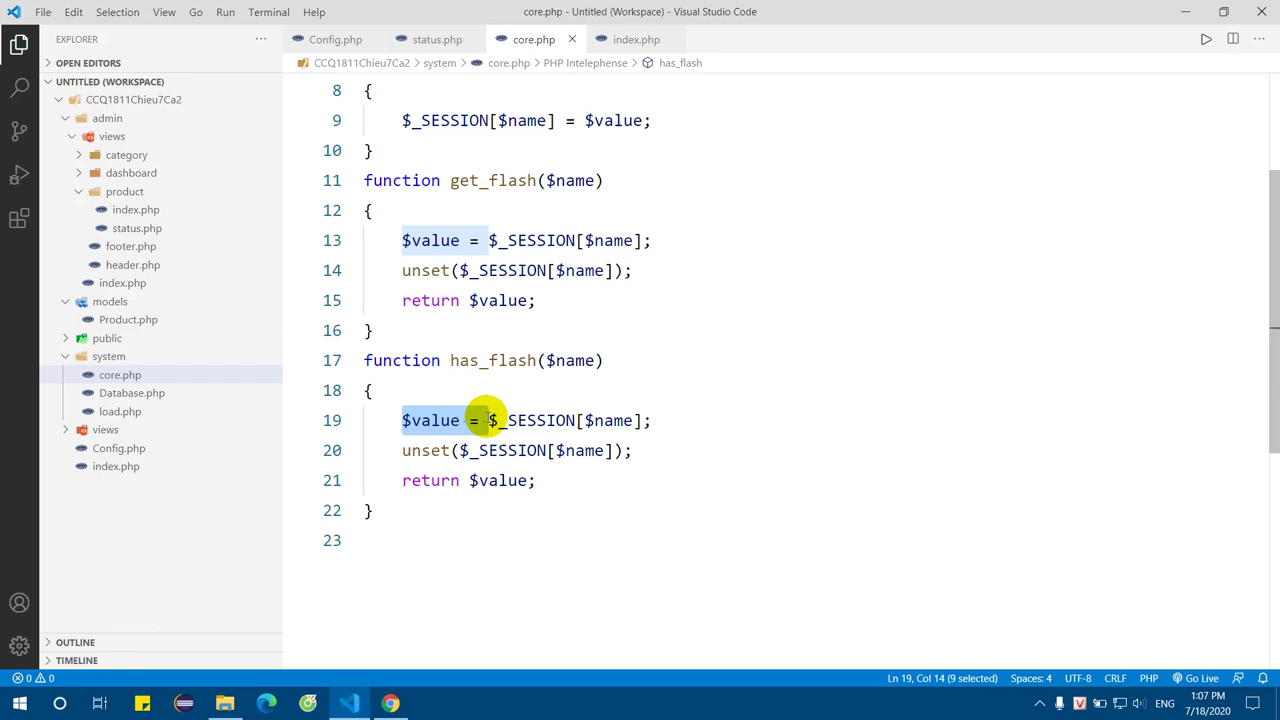 File Edit Selection View Go Run Terminal Help
core.php - Untitled (Workspace) - Visual Studio Code
EXPLORER
OPEN EDITORS
UNTITLED (WORKSPACE)
CCQ1811Chieu7Ca2
admin
views
category
dashboard
product
index.php
status.php
footer.php
header.php
index.php
models
Product.php
public
system
core.php
Database.php
load.php
views
Config.php
index.php
OUTLINE
TIMELINE
Config.php status.php core.php index.php
CCQ1811Chieu7Ca2 > system > core.php > PHP Intelephense > has_flash
8 {
9 $_SESSION[$name] = $value;
10 }
11 function get_flash($name)
12 {
13 $value = $_SESSION[$name];
14 unset($_SESSION[$name]);
15 return $value;
16 }
17 function has_flash($name)
18 {
19 $value = $_SESSION[$name];
20 unset($_SESSION[$name]);
21 return $value;
22 }
23
0 0
Ln 19, Col 14 (9 selected) Spaces: 4 UTF-8 CRLF PHP Go Live
ENG
1:07 PM
7/18/2020